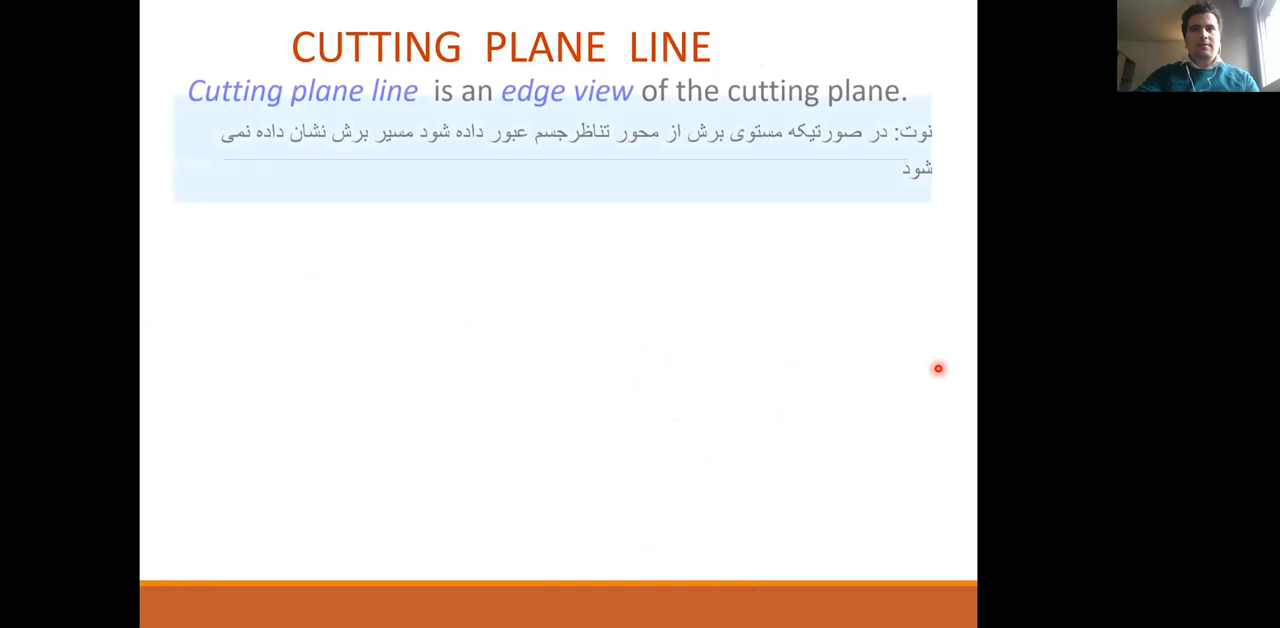 CUTTING PLANE LINE
Cutting plane line is an edge view of the cutting plane.
نوت: در صورتیکه مستوی برش از محور تناظرجسم عبور داده شود مسیر برش نشان داده نمی
شود